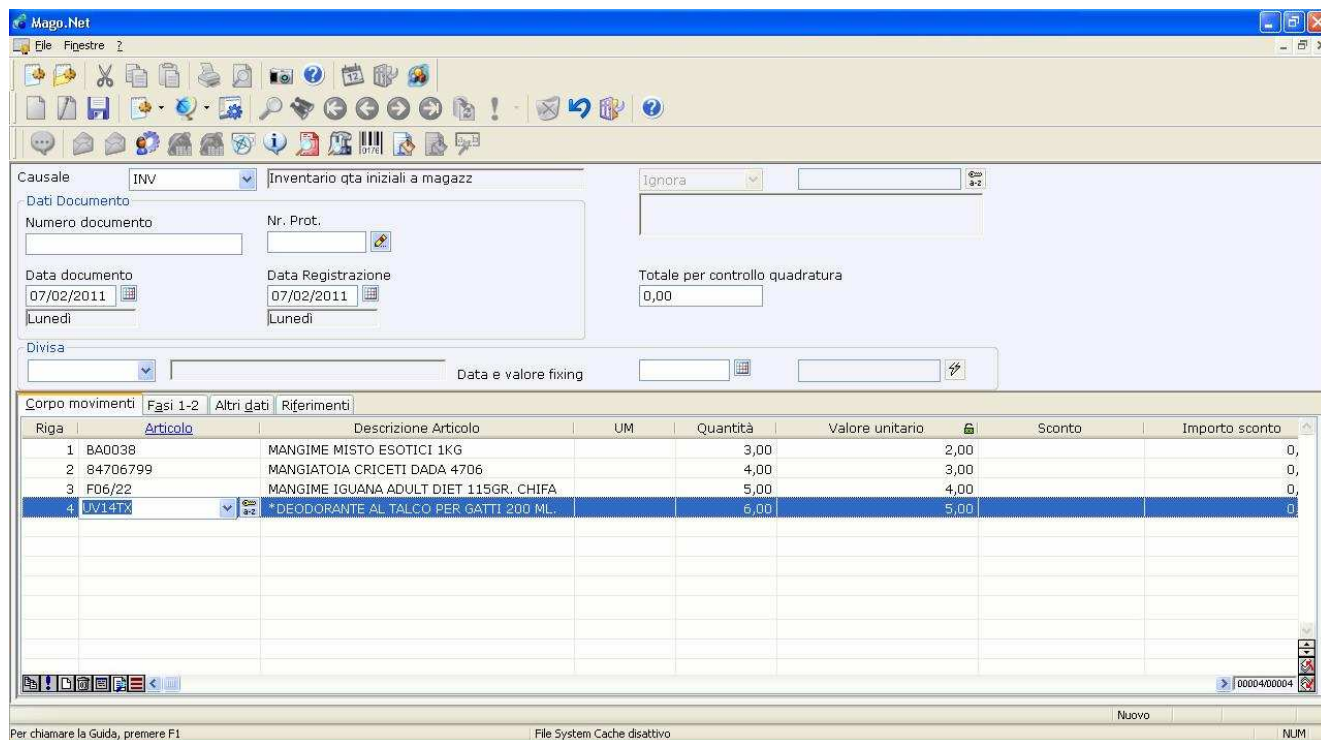 Mago.Net
File Finestre ?
Causale INV Inventario qta iniziali a magazz Ignora
Dati Documento
Numero documento Nr. Prot.
Data documento Data Registrazione Totale per controllo quadratura
07/02/2011 07/02/2011 0,00
Lunedì Lunedì
Divisa
Data e valore fixing
Corpo movimenti Fasi 1-2 Altri dati Riferimenti
Riga Articolo Descrizione Articolo UM Quantità Valore unitario Sconto Importo sconto
1 BA0038 MANGIME MISTO ESOTICI 1KG 3,00 2,00 0,
2 84706799 MANGIATOIA CRICETI DADA 4706 4,00 3,00 0,
3 F06/22 MANGIME IGUANA ADULT DIET 115GR. CHIFA 5,00 4,00 0,
4 UV14TX *DEODORANTE AL TALCO PER GATTI 200 ML. 6,00 5,00 0,
00004/00004
Nuovo
Per chiamare la Guida, premere F1 File System Cache disattivo NUM